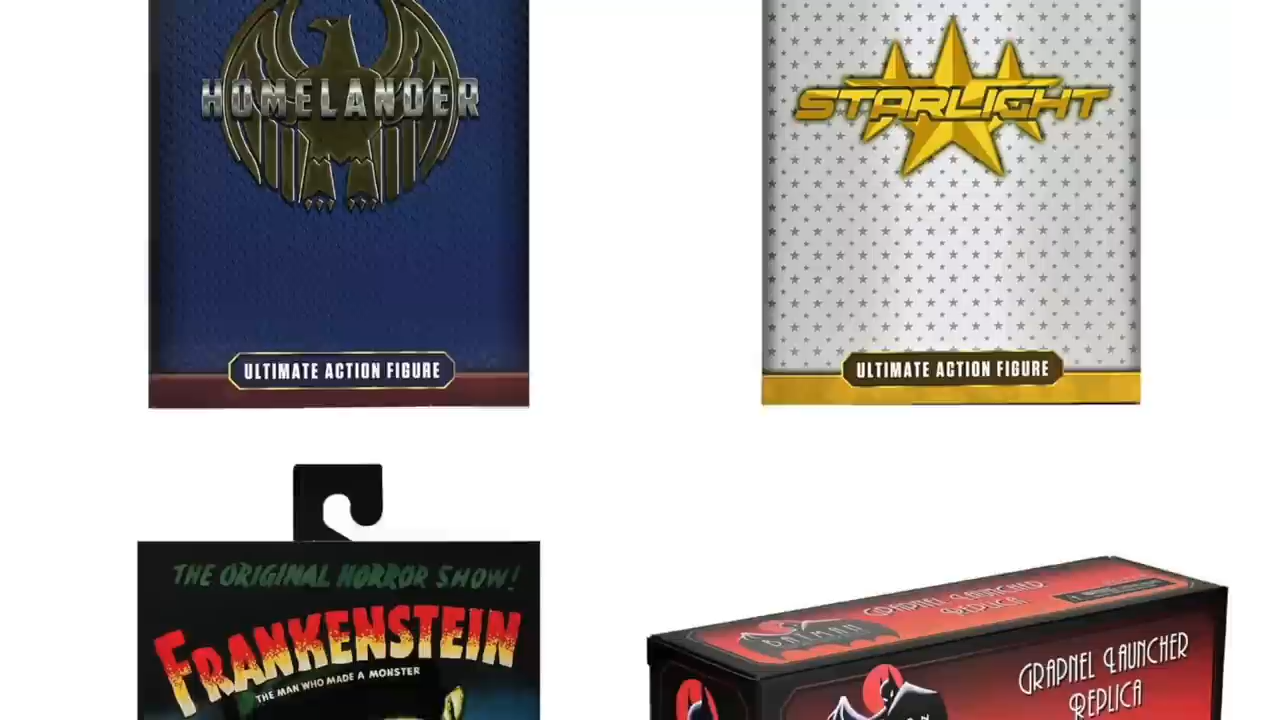 HOMELANDER
STARLIGHT
ULTIMATE ACTION FIGURE
ULTIMATE ACTION FIGURE
THE ORIGINAL HORROR SHOW!
FRANKENSTEIN
THE MAN WHO MADE A MONSTER
GRAPNEL LAUNCHER
REPLICA
BATMAN
GRAPNEL LAUNCHER
REPLICA